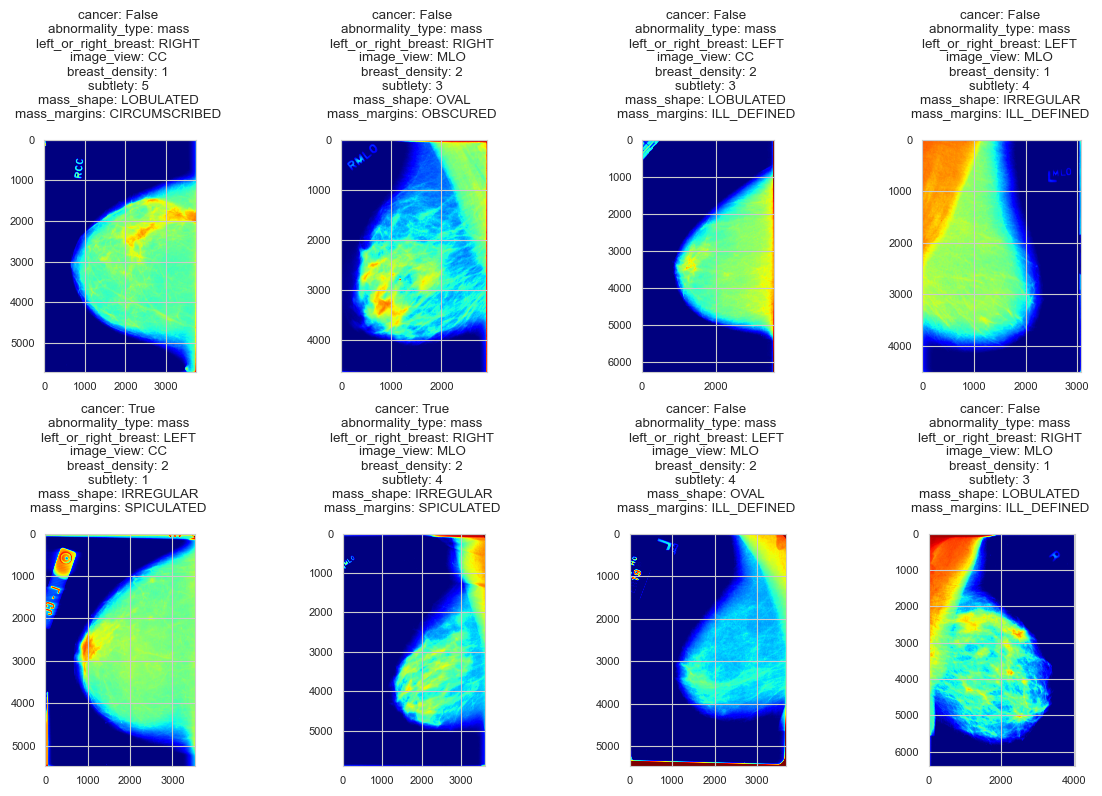 cancer: False
abnormality_type: mass
left_or_right_breast: RIGHT
image_view: CC
breast_density: 1
subtlety: 5
mass_shape: LOBULATED
mass_margins: CIRCUMSCRIBED
0
1000
2000
3000
4000
5000
0 1000 2000 3000
RCC
cancer: False
abnormality_type: mass
left_or_right_breast: RIGHT
image_view: MLO
breast_density: 2
subtlety: 3
mass_shape: OVAL
mass_margins: OBSCURED
0
1000
2000
3000
4000
0 1000 2000
RMLO
cancer: False
abnormality_type: mass
left_or_right_breast: LEFT
image_view: CC
breast_density: 2
subtlety: 3
mass_shape: LOBULATED
mass_margins: ILL_DEFINED
0
1000
2000
3000
4000
5000
6000
0 2000
cancer: False
abnormality_type: mass
left_or_right_breast: LEFT
image_view: MLO
breast_density: 1
subtlety: 4
mass_shape: IRREGULAR
mass_margins: ILL_DEFINED
0
1000
2000
3000
4000
0 1000 2000 3000
LMLO
cancer: True
abnormality_type: mass
left_or_right_breast: LEFT
image_view: CC
breast_density: 2
subtlety: 1
mass_shape: IRREGULAR
mass_margins: SPICULATED
0
1000
2000
3000
4000
5000
0 1000 2000 3000
cancer: True
abnormality_type: mass
left_or_right_breast: RIGHT
image_view: MLO
breast_density: 2
subtlety: 4
mass_shape: IRREGULAR
mass_margins: SPICULATED
0
1000
2000
3000
4000
5000
0 1000 2000 3000
cancer: False
abnormality_type: mass
left_or_right_breast: LEFT
image_view: MLO
breast_density: 2
subtlety: 4
mass_shape: OVAL
mass_margins: ILL_DEFINED
0
1000
2000
3000
4000
5000
0 1000 2000 3000
cancer: False
abnormality_type: mass
left_or_right_breast: RIGHT
image_view: MLO
breast_density: 1
subtlety: 3
mass_shape: LOBULATED
mass_margins: ILL_DEFINED
0
1000
2000
3000
4000
5000
6000
0 2000 4000